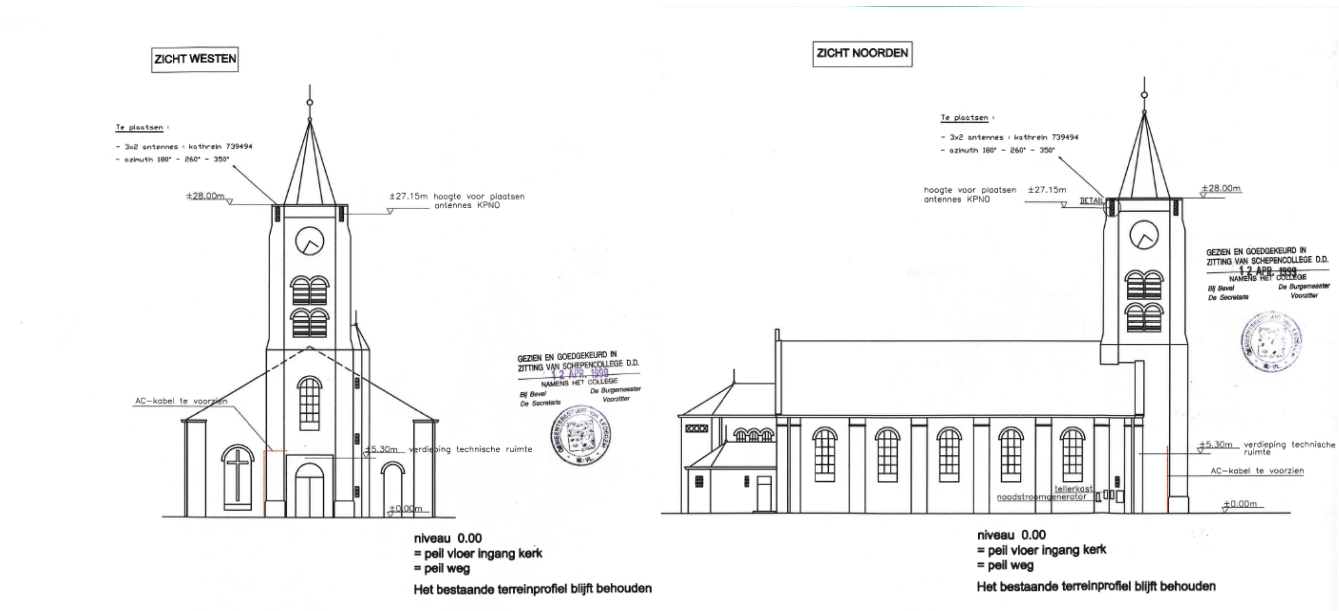 ZICHT WESTEN
Te plaatsen :
- 3x2 antennes : kathrein 739494
- azimuth 180° - 260° - 350°
±28.00m
±27.15m hoogte voor plaatsen
antennes KPNO
GEZIEN EN GOEDGEKEURD IN
ZITTING VAN SCHEPENCOLLEGE D.D.
12 APR. 1999
NAMENS HET COLLEGE
Bij Bevel De Burgemeester
De Secretaris Voorzitter
AC-kabel te voorzien
±5.30m verdieping technische
ruimte
±0.00m
niveau 0.00
= peil vloer ingang kerk
= peil weg
Het bestaande terreinprofiel blijft behouden
ZICHT NOORDEN
Te plaatsen :
- 3x2 antennes : kathrein 739494
- azimuth 180° - 260° - 350°
hoogte voor plaatsen ±27.15m
antennes KPNO
DETAIL
±28.00m
GEZIEN EN GOEDGEKEURD IN
ZITTING VAN SCHEPENCOLLEGE D.D.
12 APR. 1999
NAMENS HET COLLEGE
Bij Bevel De Burgemeester
De Secretaris Voorzitter
±5.30m verdieping technische
ruimte
AC-kabel te voorzien
tellerkast
noodstroomgenerator
±0.00m
niveau 0.00
= peil vloer ingang kerk
= peil weg
Het bestaande terreinprofiel blijft behouden